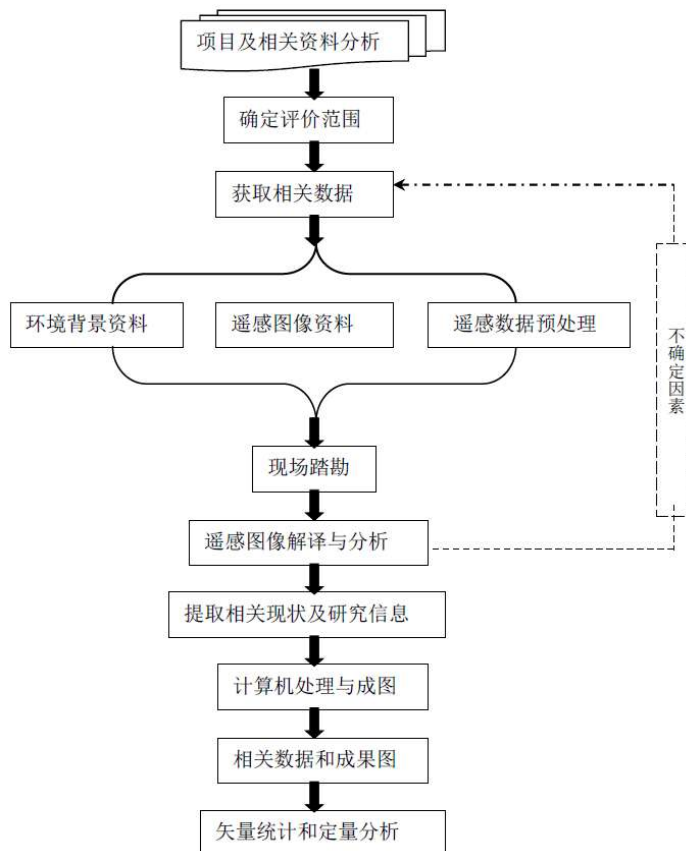 项目及相关资料分析
确定评价范围
获取相关数据
环境背景资料
遥感图像资料
遥感数据预处理
不确定因素
现场踏勘
遥感图像解译与分析
提取相关现状及研究信息
计算机处理与成图
相关数据和成果图
矢量统计和定量分析